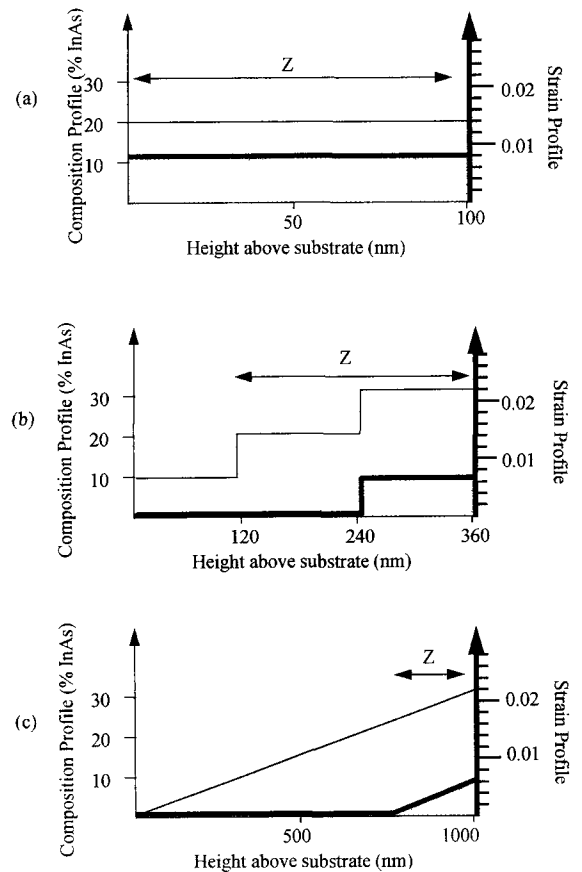 (a)
Composition Profile (% InAs)
30
20
10
Z
0.02
0.01
Strain Profile
50
100
Height above substrate (nm)
(b)
Composition Profile (% InAs)
30
20
10
Z
0.02
0.01
Strain Profile
120
240
360
Height above substrate (nm)
(c)
Composition Profile (% InAs)
30
20
10
Z
0.02
0.01
Strain Profile
500
1000
Height above substrate (nm)